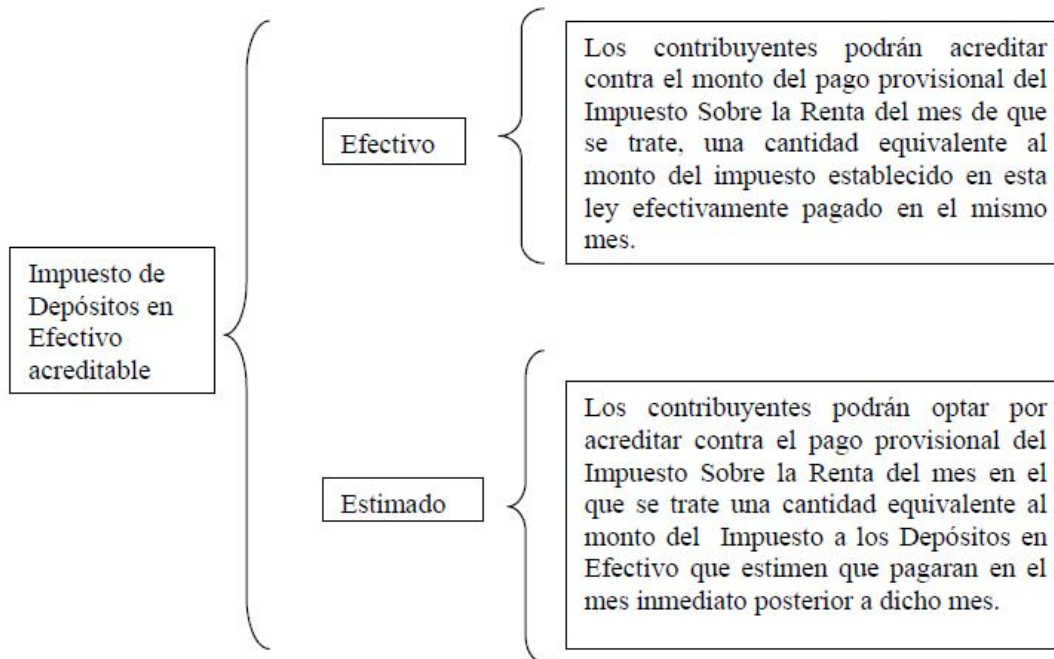 Impuesto de
Depósitos en
Efectivo
acreditable
Efectivo
Los contribuyentes podrán acreditar
contra el monto del pago provisional del
Impuesto Sobre la Renta del mes de que
se trate, una cantidad equivalente al
monto del impuesto establecido en esta
ley efectivamente pagado en el mismo
mes.
Estimado
Los contribuyentes podrán optar por
acreditar contra el pago provisional del
Impuesto Sobre la Renta del mes en el
que se trate una cantidad equivalente al
monto del Impuesto a los Depósitos en
Efectivo que estimen que pagaran en el
mes inmediato posterior a dicho mes.